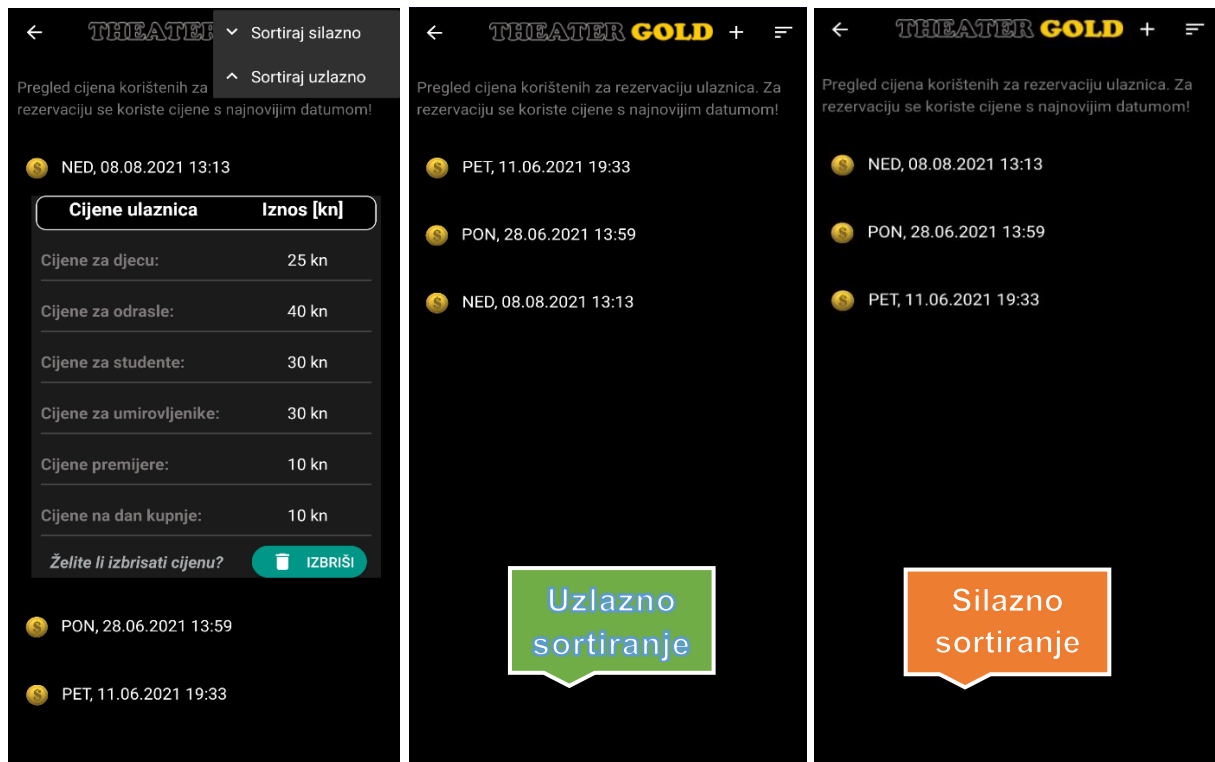 THEATER
Sortiraj silazno
Sortiraj uzlazno
Pregled cijena korištenih za
rezervaciju se koriste cijene s najnovijim datumom!
NED, 08.08.2021 13:13
Cijene ulaznica Iznos [kn]
Cijene za djecu: 25 kn
Cijene za odrasle: 40 kn
Cijene za studente: 30 kn
Cijene za umirovljenike: 30 kn
Cijene premijere: 10 kn
Cijene na dan kupnje: 10 kn
Želite li izbrisati cijenu? IZBRIŠI
PON, 28.06.2021 13:59
PET, 11.06.2021 19:33
THEATER GOLD
Pregled cijena korištenih za rezervaciju ulaznica. Za
rezervaciju se koriste cijene s najnovijim datumom!
PET, 11.06.2021 19:33
PON, 28.06.2021 13:59
NED, 08.08.2021 13:13
Uzlazno
sortiranje
THEATER GOLD
Pregled cijena korištenih za rezervaciju ulaznica. Za
rezervaciju se koriste cijene s najnovijim datumom!
NED, 08.08.2021 13:13
PON, 28.06.2021 13:59
PET, 11.06.2021 19:33
Silazno
sortiranje